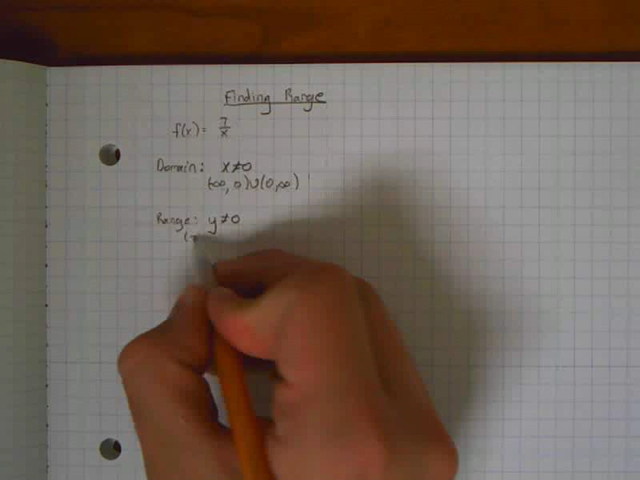 Finding Range
f(x) = 7/x
Domain: x≠0
(-∞, 0)∪(0,∞)
Range: y≠0
(-